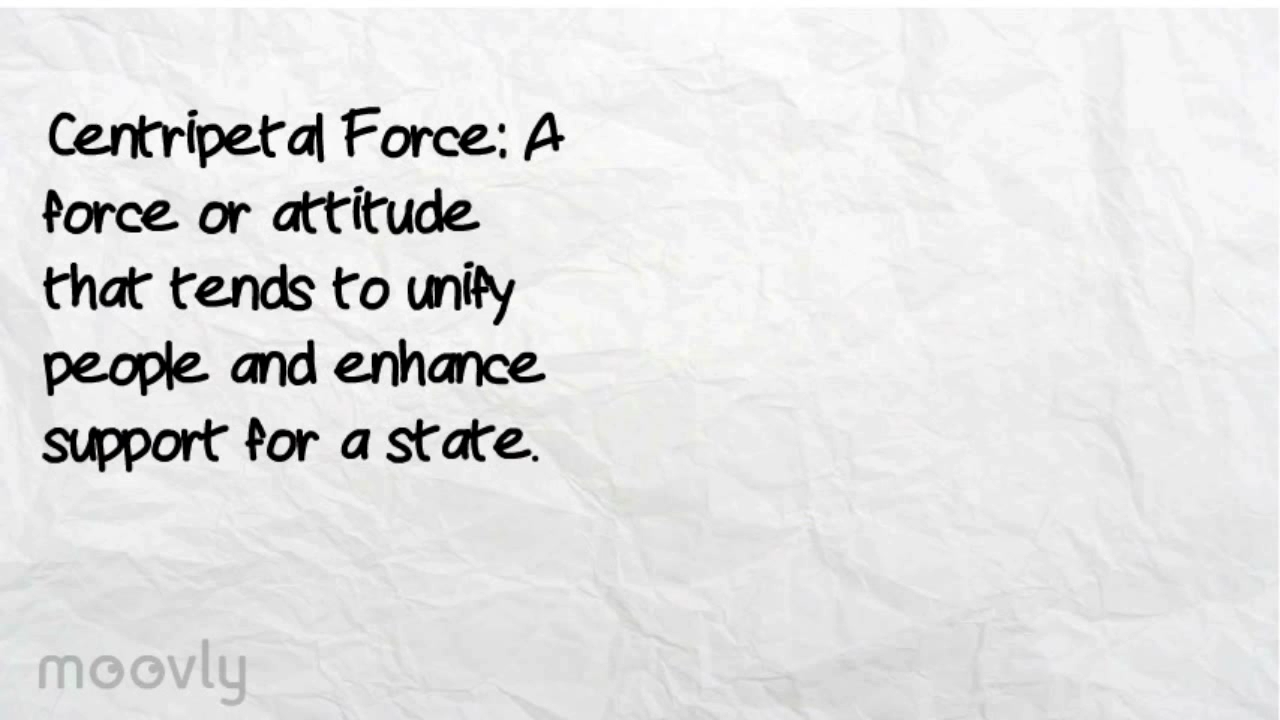 Centripetal Force: A
force or attitude
that tends to unify
people and enhance
support for a state.
moovly